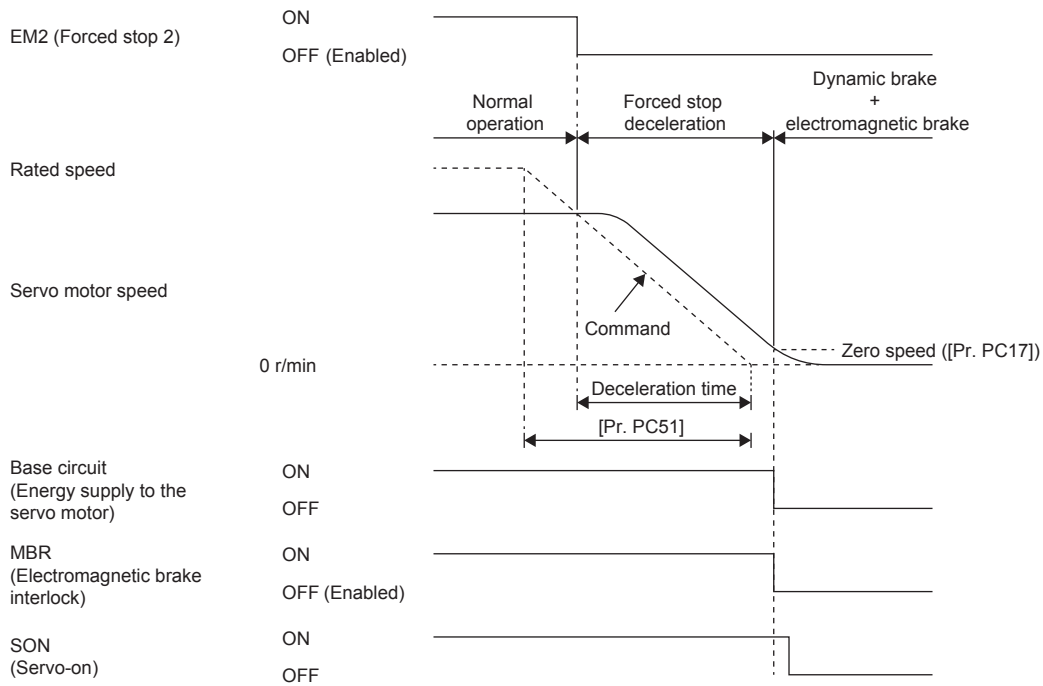 EM2 (Forced stop 2)
ON
OFF (Enabled)
Normal
operation
Forced stop
deceleration
Dynamic brake
+
electromagnetic brake
Rated speed
Servo motor speed
Command
Zero speed ([Pr. PC17])
0 r/min
Deceleration time
[Pr. PC51]
Base circuit
(Energy supply to the
servo motor)
ON
OFF
MBR
(Electromagnetic brake
interlock)
ON
OFF (Enabled)
SON
(Servo-on)
ON
OFF